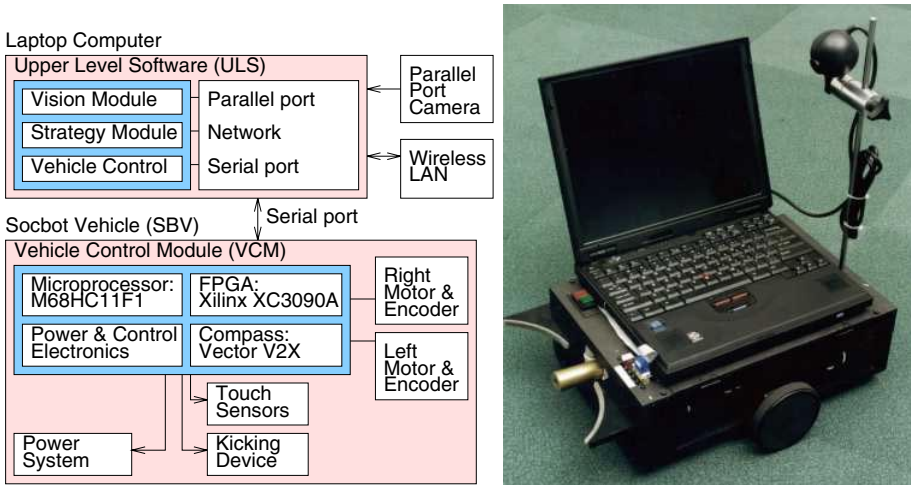 Laptop Computer
Upper Level Software (ULS)
Vision Module
Strategy Module
Vehicle Control
Parallel port
Network
Serial port
Parallel
Port
Camera
Wireless
LAN
Serial port
Socbot Vehicle (SBV)
Vehicle Control Module (VCM)
Microprocessor:
M68HC11F1
FPGA:
Xilinx XC3090A
Power & Control
Electronics
Compass:
Vector V2X
Right
Motor &
Encoder
Left
Motor &
Encoder
Touch
Sensors
Power
System
Kicking
Device